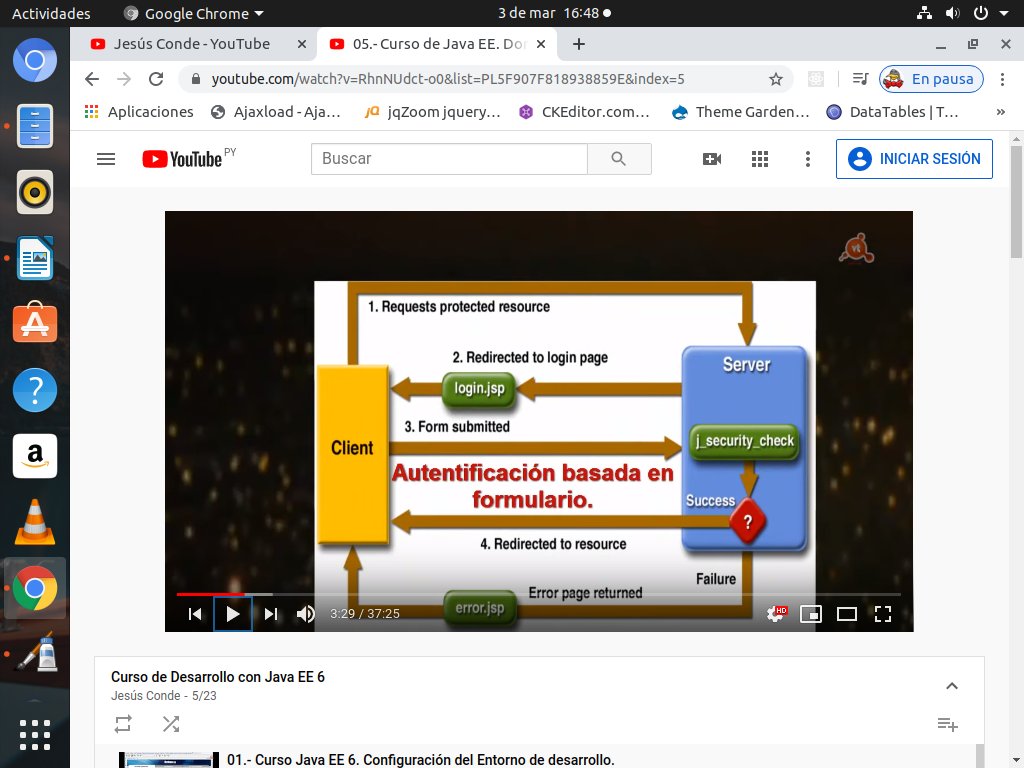 Actividades
Google Chrome
3 de mar 16:48
Jesús Conde - YouTube
05.- Curso de Java EE. Dor
youtube.com/watch?v=RhnNUdct-o0&list=PL5F907F818938859E&index=5
En pausa
Aplicaciones
Ajaxload - Aja...
jqZoom jquery...
CKEditor.com...
Theme Garden...
DataTables | T...
»
YouTube PY
Buscar
INICIAR SESIÓN
vt
1. Requests protected resource
2. Redirected to login page
Server
login.jsp
3. Form submitted
Client
j_security_check
Autentificación basada en
formulario.
Success
?
4. Redirected to resource
Failure
Error page returned
error.jsp
3:29 / 37:25
HD
Curso de Desarrollo con Java EE 6
Jesús Conde - 5/23
01.- Curso Java EE 6. Configuración del Entorno de desarrollo.